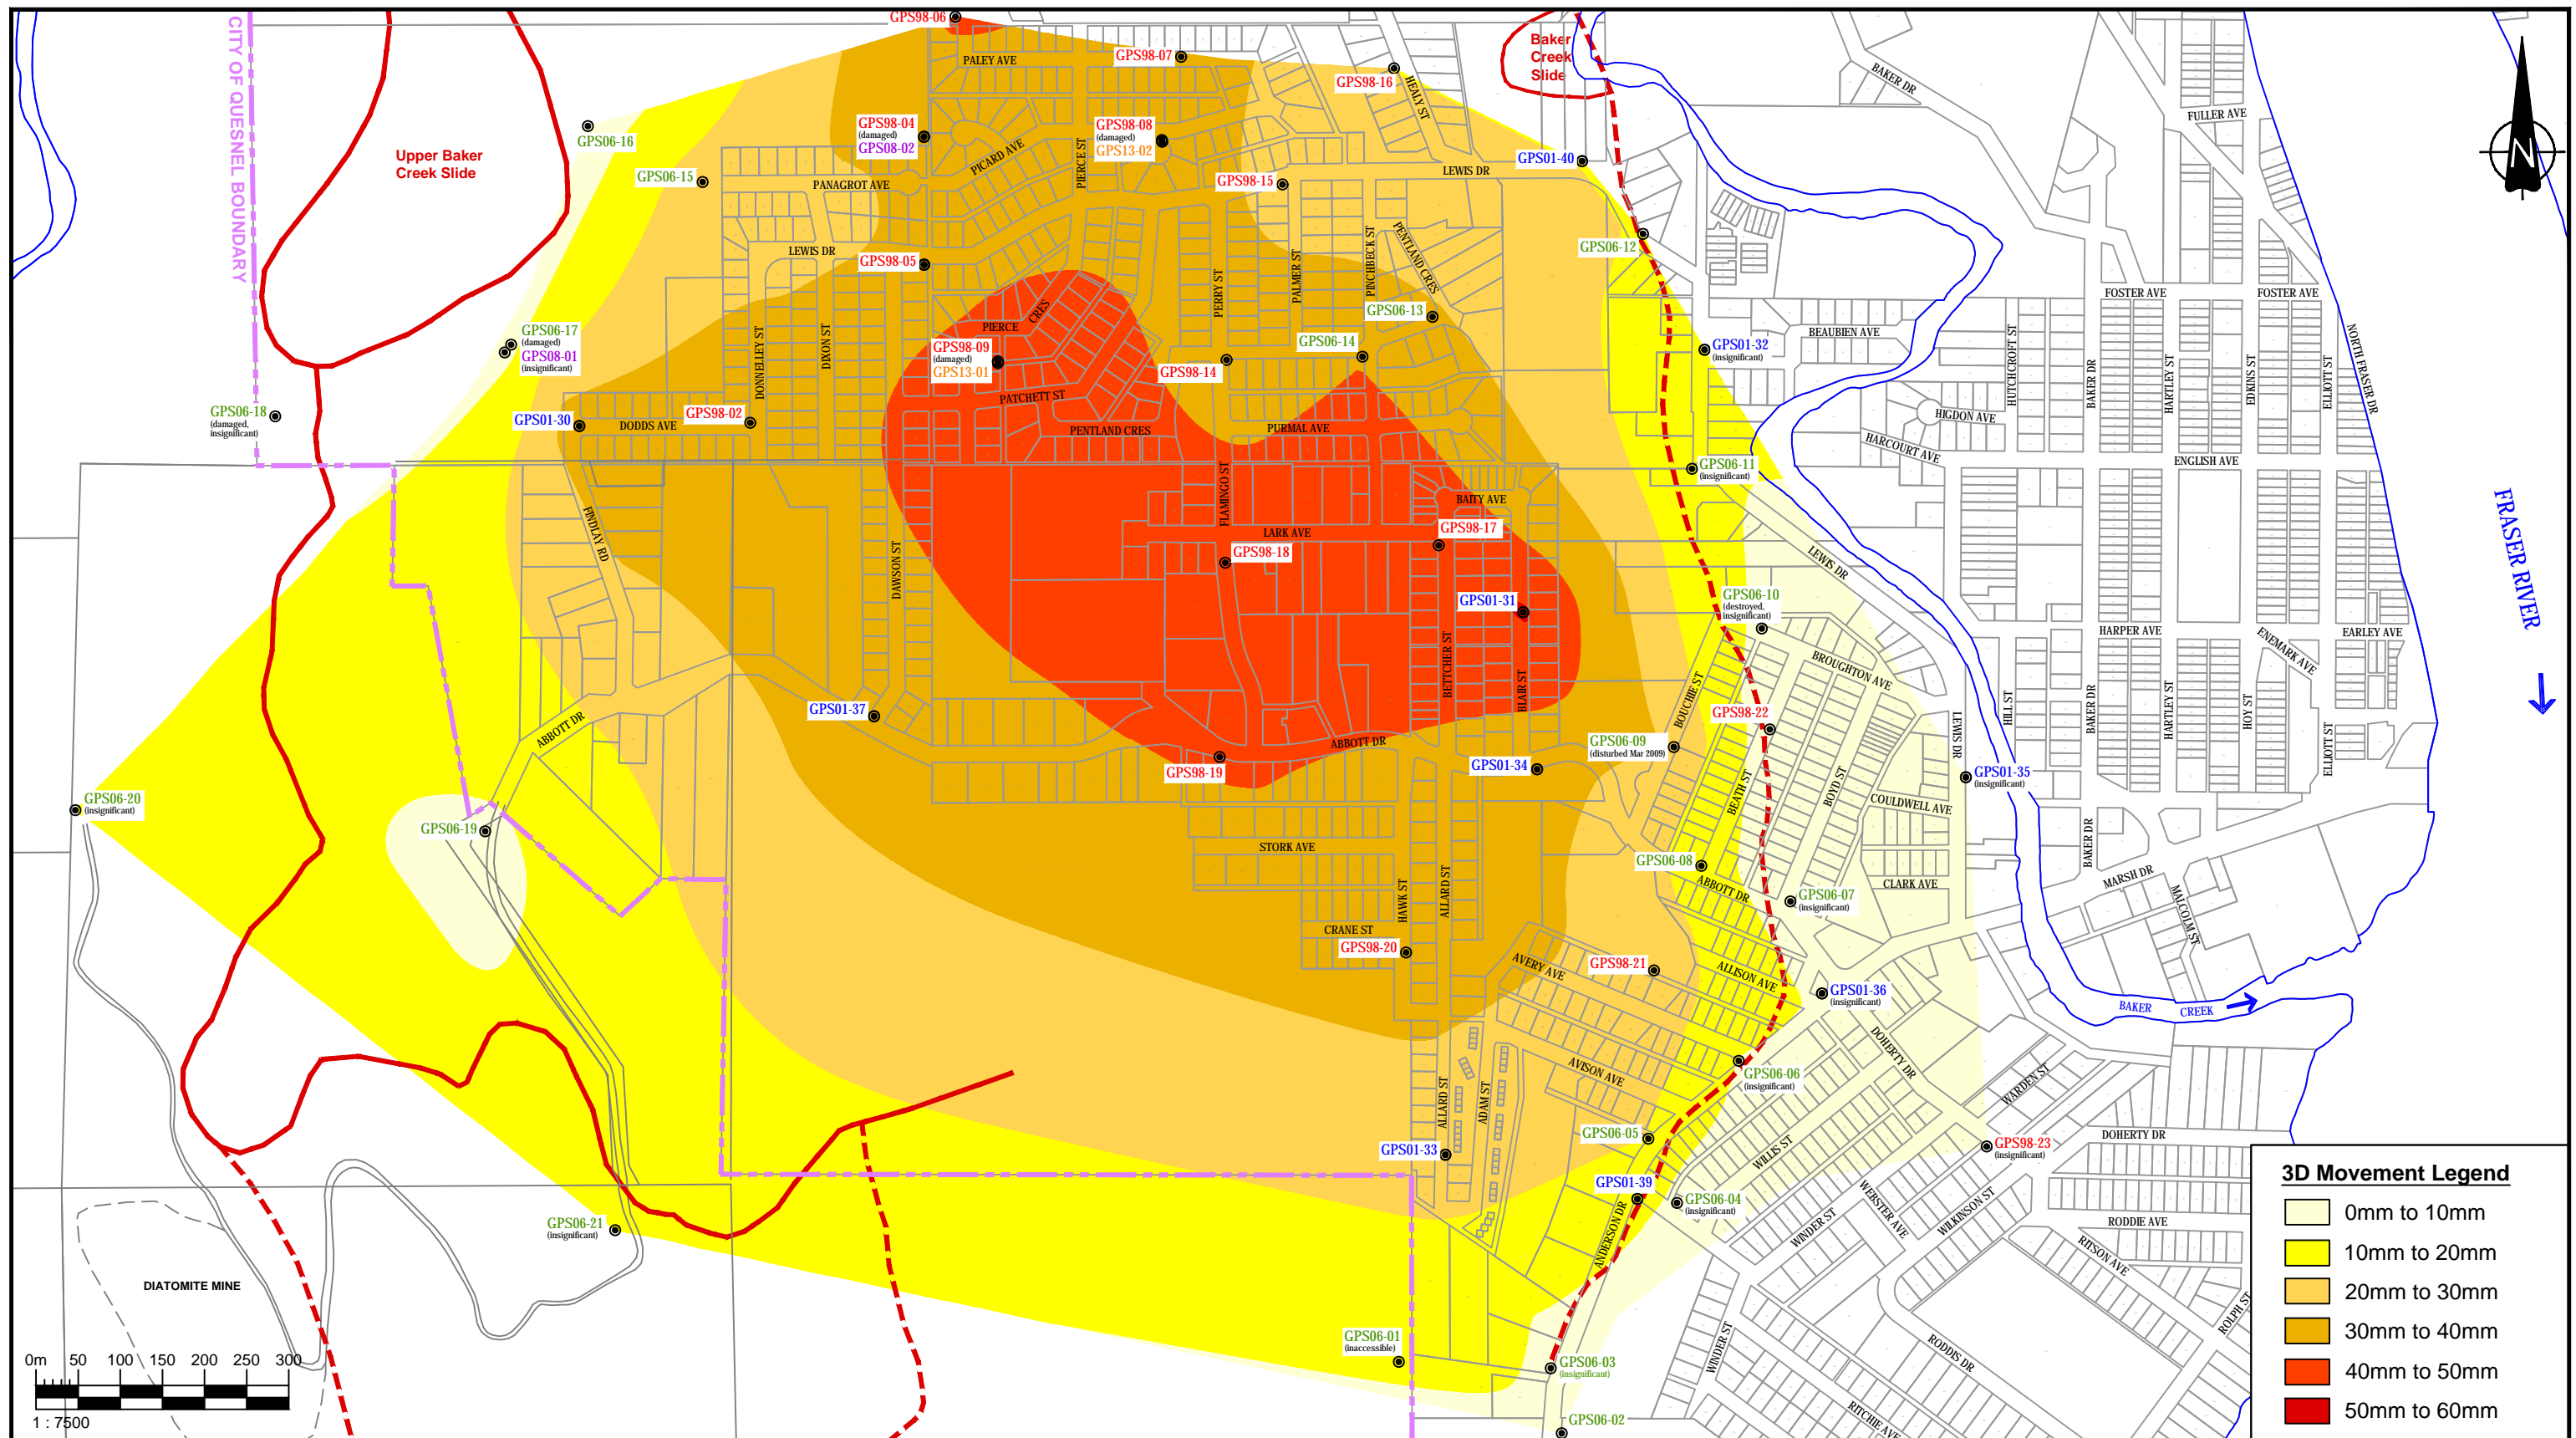 CITY OF QUESNEL BOUNDARY
GPS98-06
PALEY AVE
GPS98-07
GPS98-16
HEALY ST
Baker
Creek
Slide
BAKER DR
FULLER AVE
N
GPS06-16
Upper Baker
Creek Slide
GPS06-15
GPS98-04
(damaged)
GPS08-02
PICARD AVE
PIERCE ST
GPS98-08
(damaged)
GPS13-02
PANAGROT AVE
GPS98-15
LEWIS DR
GPS01-40
LEWIS DR
GPS98-05
PERRY ST
PALMER ST
PINCHBECK ST
PENTLAND CRES
GPS06-12
GPS06-13
FOSTER AVE
FOSTER AVE
GPS06-17
(damaged)
GPS08-01
(insignificant)
DONNELLEY ST
DIXON ST
PIERCE
CRES
GPS98-09
(damaged)
GPS13-01
GPS98-14
GPS06-14
GPS01-32
(insignificant)
BEAUBIEN AVE
HUTCHCROFT ST
BAKER DR
HARTLEY ST
EDKINS ST
ELLIOTT ST
NORTH FRASER DR
GPS06-18
(damaged,
insignificant)
GPS01-30
DODDS AVE
GPS98-02
PATCHETT ST
PENTLAND CRES
PURMAL AVE
HIGDON AVE
HARCOURT AVE
ENGLISH AVE
GPS06-11
(insignificant)
FINDLAY RD
DAWSON ST
FLAMINGO ST
LARK AVE
BAITY AVE
GPS98-17
GPS98-18
LEWIS DR
FRASER RIVER
GPS01-31
GPS06-10
(destroyed,
insignificant)
BETTCHER ST
BLAIR ST
BOUCHIE ST
BROUGHTON AVE
HARPER AVE
ENEMARK AVE
EARLEY AVE
ABBOTT DR
GPS01-37
GPS98-19
ABBOTT DR
GPS01-34
GPS06-09
(disturbed Mar 2009)
GPS98-22
LEWIS DR
HILL ST
BAKER DR
HARTLEY ST
HOY ST
ELLIOTT ST
GPS01-35
(insignificant)
GPS06-20
(insignificant)
GPS06-19
STORK AVE
BEATH ST
BOYD ST
COULDWELL AVE
BAKER DR
GPS06-08
ABBOTT DR
GPS06-07
(insignificant)
CLARK AVE
MARSH DR
MALCOLM ST
HAWK ST
ALLARD ST
CRANE ST
GPS98-20
AVERY AVE
GPS98-21
ALLISON AVE
GPS01-36
(insignificant)
BAKER
CREEK
AVISON AVE
GPS06-06
(insignificant)
DOHERTY DR
WARDEN ST
ALLARD ST
ADAM ST
GPS01-33
GPS06-05
WILLIS ST
GPS98-23
(insignificant)
DOHERTY DR
GPS01-39
GPS06-04
(insignificant)
WEBSTER AVE
WILKINSON ST
WINDER ST
RODDIE AVE
RITSON AVE
GPS06-21
(insignificant)
ANDERSON DR
DIATOMITE MINE
GPS06-01
(inaccessible)
GPS06-03
(insignificant)
GPS06-02
WINDER ST
RODDIS DR
RITCHIE AVE
ROLPH ST
0m 50 100 150 200 250 300
1 : 7500
3D Movement Legend
0mm to 10mm
10mm to 20mm
20mm to 30mm
30mm to 40mm
40mm to 50mm
50mm to 60mm